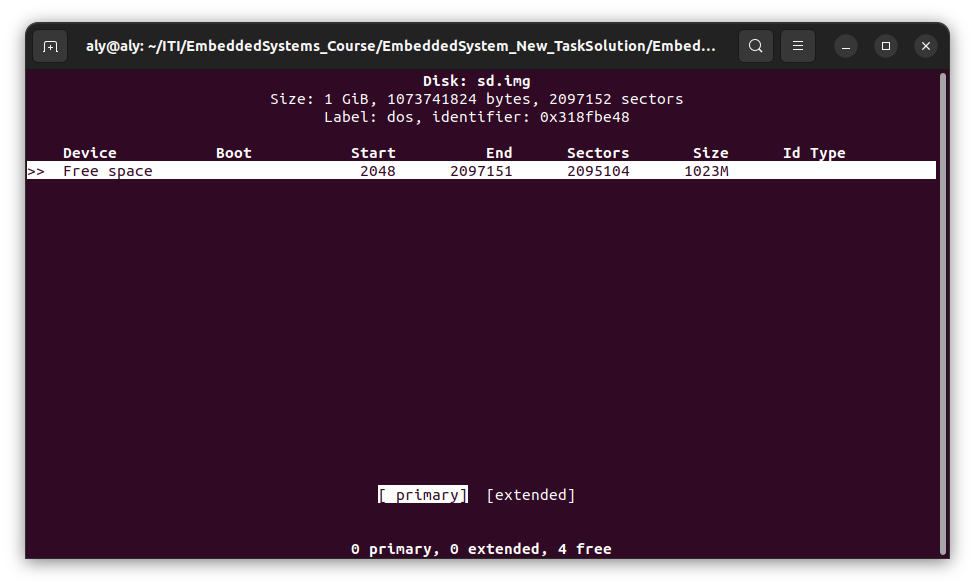 aly@aly: ~/ITI/EmbeddedSystems_Course/EmbeddedSystem_New_TaskSolution/Embed...
Disk: sd.img
Size: 1 GiB, 1073741824 bytes, 2097152 sectors
Label: dos, identifier: 0x318fbe48
Device Boot Start End Sectors Size Id Type
>> Free space 2048 2097151 2095104 1023M
[ primary] [extended]
0 primary, 0 extended, 4 free